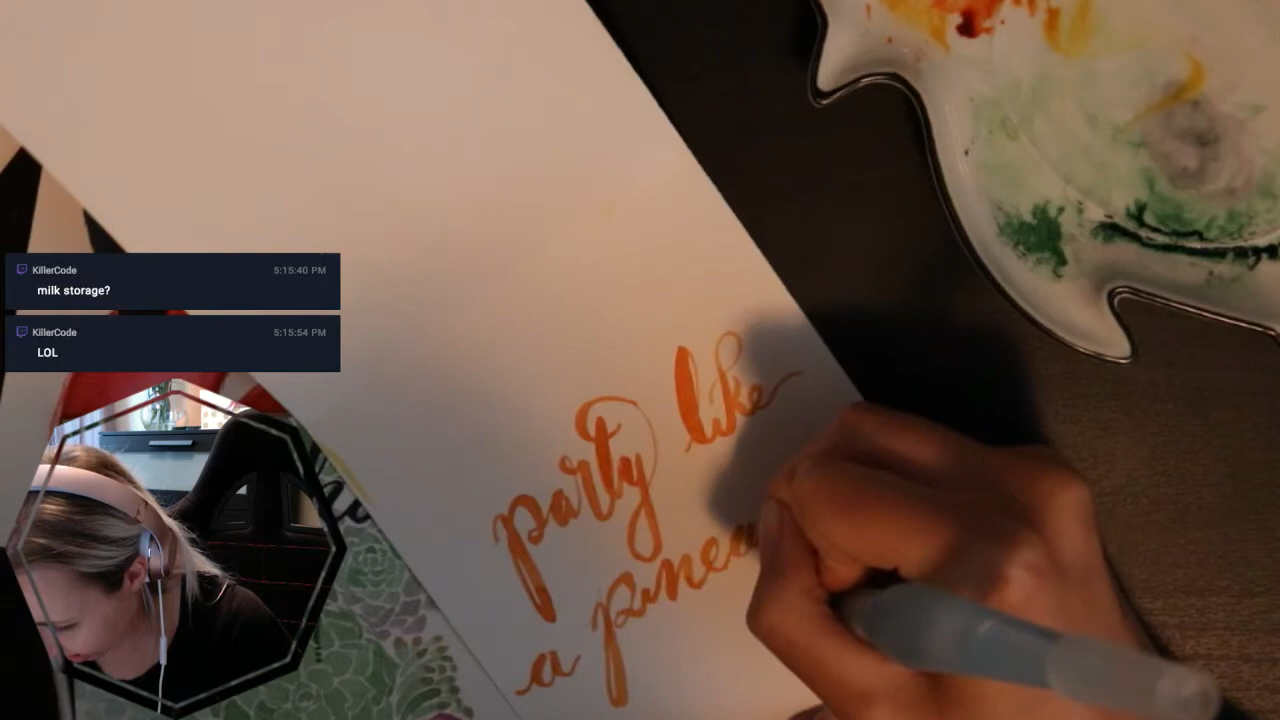 KillerCode 5:15:40 PM
milk storage?
KillerCode 5:15:54 PM
LOL
party like
a pinea